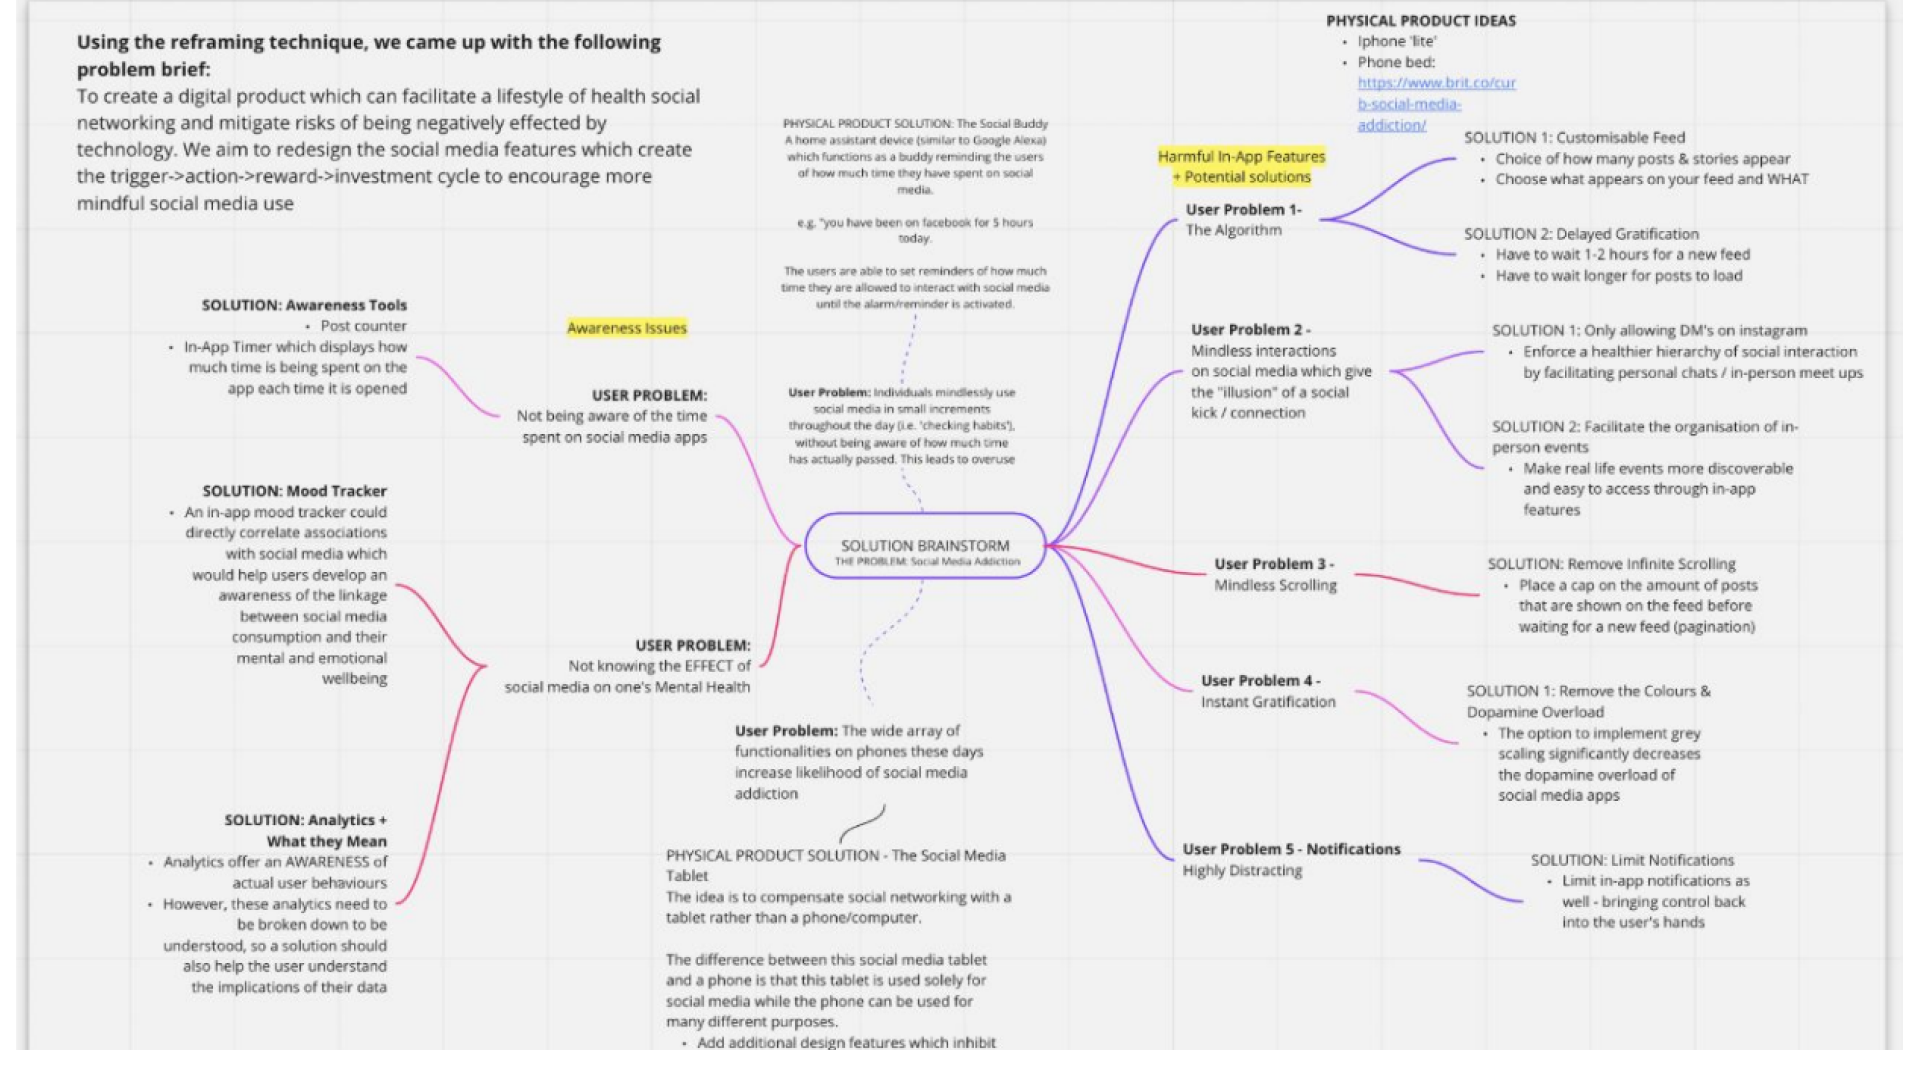 Using the reframing technique, we came up with the following
problem brief:
To create a digital product which can facilitate a lifestyle of health social
networking and mitigate risks of being negatively effected by
technology. We aim to redesign the social media features which create
the trigger->action->reward->investment cycle to encourage more
mindful social media use
PHYSICAL PRODUCT IDEAS
• Iphone 'lite'
• Phone bed:
https://www.brit.co/cur
b-social-media-
addiction/
PHYSICAL PRODUCT SOLUTION: The Social Buddy
A home assistant device (similar to Google Alexa)
which functions as a buddy reminding the users
of how much time they have spent on social
media.
e.g. "you have been on facebook for 5 hours
today.
The users are able to set reminders of how much
time they are allowed to interact with social media
until the alarm/reminder is activated.
User Problem: Individuals mindlessly use
social media in small increments
throughout the day (i.e. 'checking habits'),
without being aware of how much time
has actually passed. This leads to overuse
SOLUTION BRAINSTORM
THE PROBLEM: Social Media Addiction
Awareness Issues
USER PROBLEM:
Not being aware of the time
spent on social media apps
SOLUTION: Awareness Tools
• Post counter
• In-App Timer which displays how
much time is being spent on the
app each time it is opened
USER PROBLEM:
Not knowing the EFFECT of
social media on one's Mental Health
SOLUTION: Mood Tracker
• An in-app mood tracker could
directly correlate associations
with social media which
would help users develop an
awareness of the linkage
between social media
consumption and their
mental and emotional
wellbeing
SOLUTION: Analytics +
What they Mean
• Analytics offer an AWARENESS of
actual user behaviours
• However, these analytics need to
be broken down to be
understood, so a solution should
also help the user understand
the implications of their data
User Problem: The wide array of
functionalities on phones these days
increase likelihood of social media
addiction
PHYSICAL PRODUCT SOLUTION - The Social Media
Tablet
The idea is to compensate social networking with a
tablet rather than a phone/computer.
The difference between this social media tablet
and a phone is that this tablet is used solely for
social media while the phone can be used for
many different purposes.
• Add additional design features which inhibit
Harmful In-App Features
+ Potential solutions
User Problem 1-
The Algorithm
SOLUTION 1: Customisable Feed
• Choice of how many posts & stories appear
• Choose what appears on your feed and WHAT
SOLUTION 2: Delayed Gratification
• Have to wait 1-2 hours for a new feed
• Have to wait longer for posts to load
User Problem 2 -
Mindless interactions
on social media which give
the "illusion" of a social
kick / connection
SOLUTION 1: Only allowing DM's on instagram
• Enforce a healthier hierarchy of social interaction
by facilitating personal chats / in-person meet ups
SOLUTION 2: Facilitate the organisation of in-
person events
• Make real life events more discoverable
and easy to access through in-app
features
User Problem 3 -
Mindless Scrolling
SOLUTION: Remove Infinite Scrolling
• Place a cap on the amount of posts
that are shown on the feed before
waiting for a new feed (pagination)
User Problem 4 -
Instant Gratification
SOLUTION 1: Remove the Colours &
Dopamine Overload
• The option to implement grey
scaling significantly decreases
the dopamine overload of
social media apps
User Problem 5 - Notifications
Highly Distracting
SOLUTION: Limit Notifications
• Limit in-app notifications as
well - bringing control back
into the user's hands